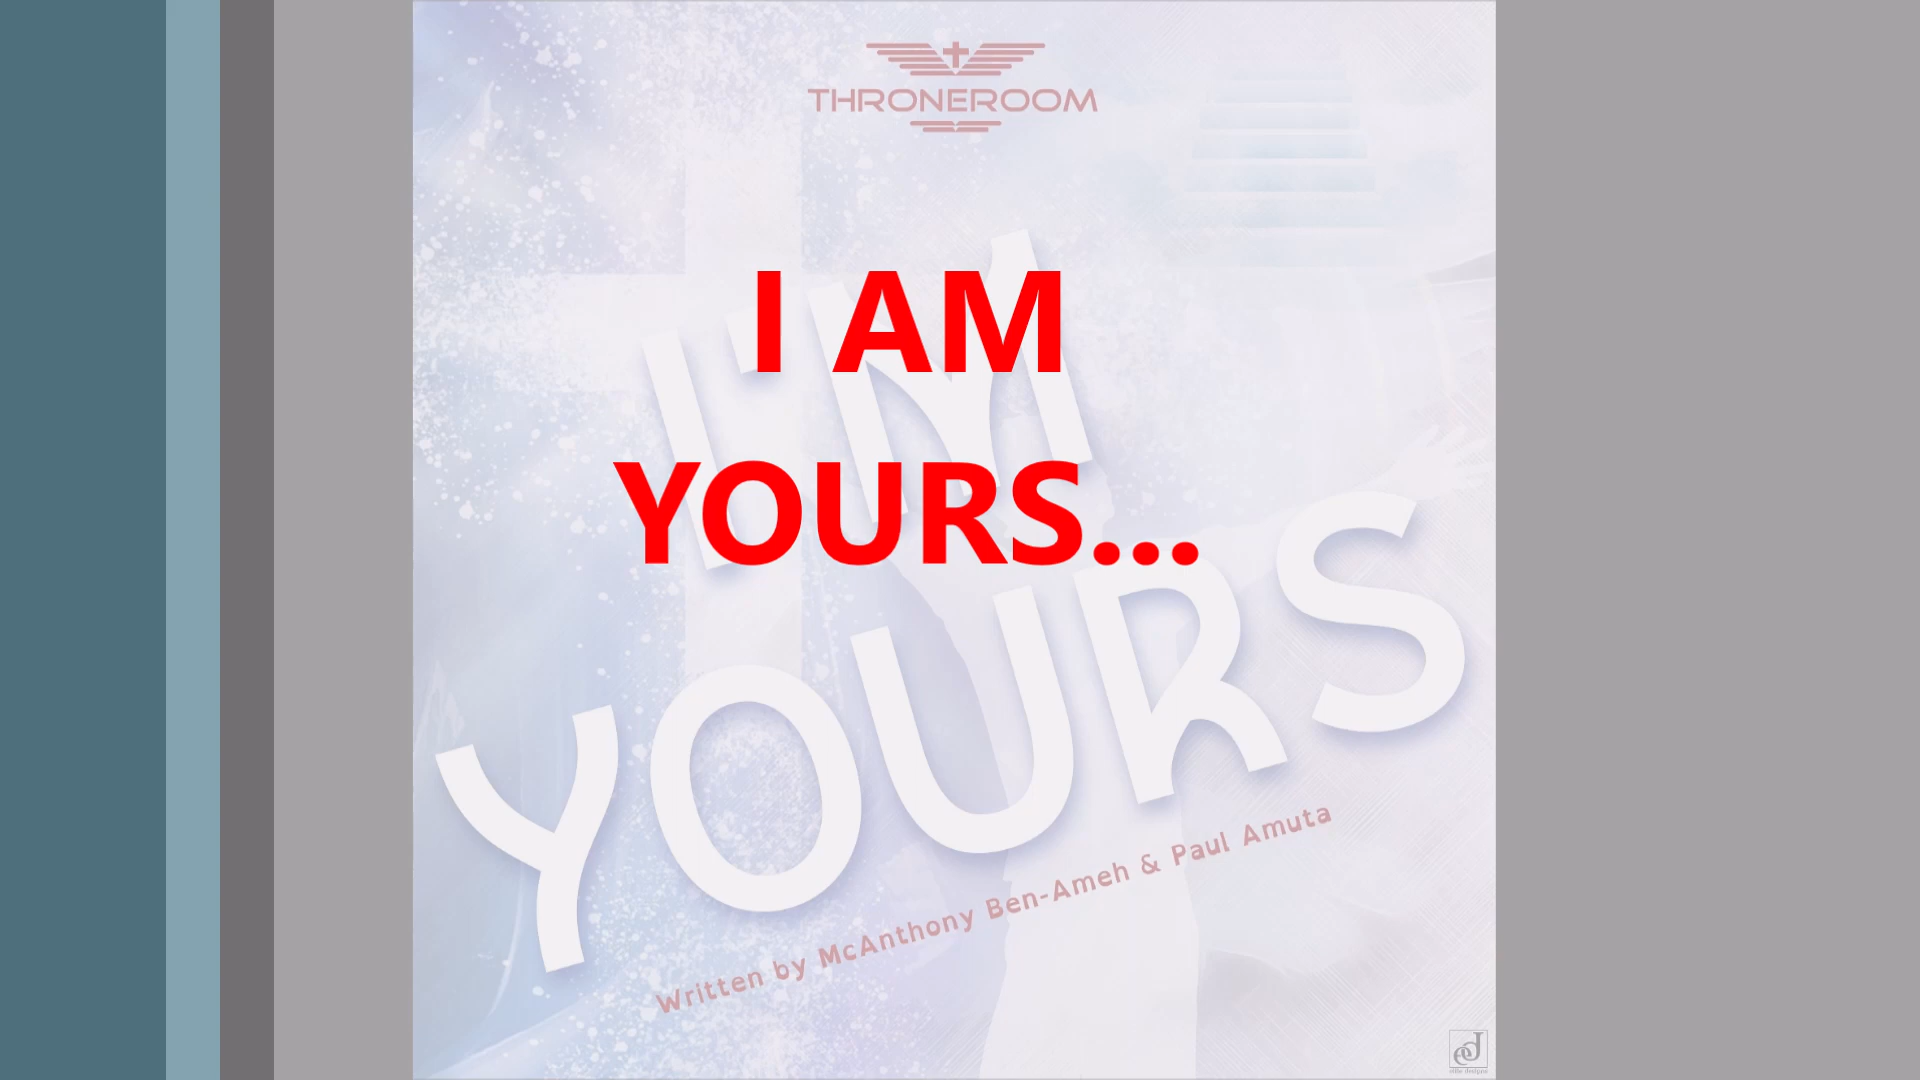 THRONEROOM
I AM
YOURS...
I'M
YOURS
Written by McAnthony Ben-Ameh & Paul Amuta